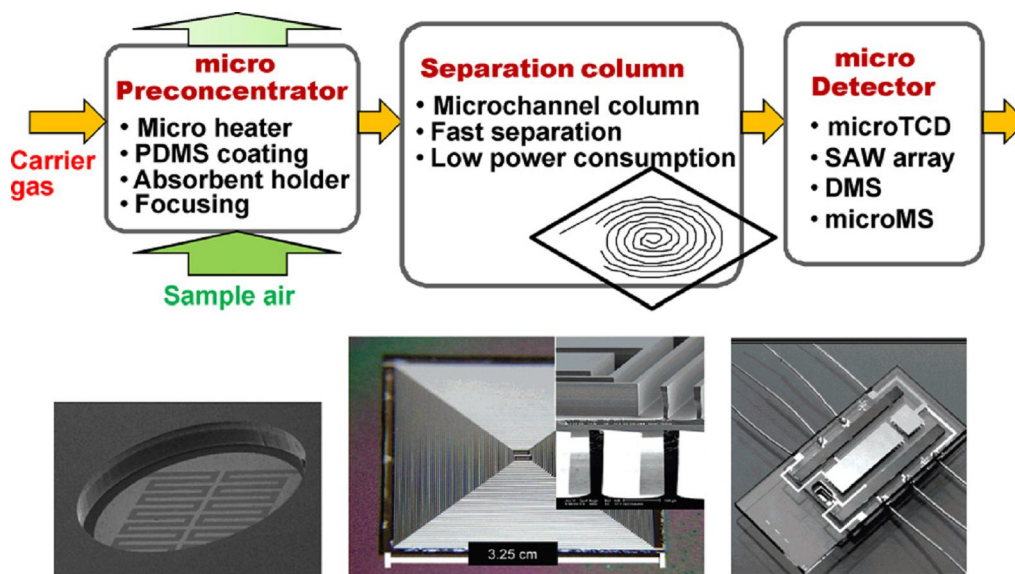 micro
Preconcentrator
• Micro heater
• PDMS coating
• Absorbent holder
• Focusing
Carrier
gas
Sample air
Separation column
• Microchannel column
• Fast separation
• Low power consumption
micro
Detector
• microTCD
• SAW array
• DMS
• microMS
3.25 cm